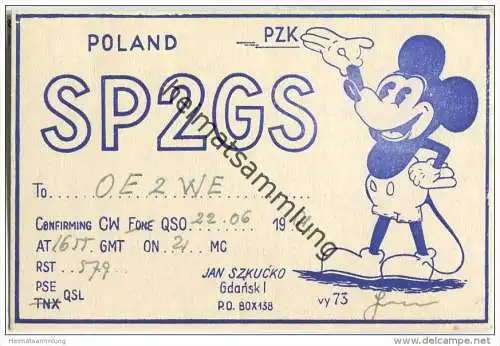 POLAND PZK
SP2GS
To OE2WE
CONFIRMING CW FONE QSO 22.06 19
AT 1655 GMT ON 21 MC
RST 579
PSE
TNX QSL
JAN SZKUĆKO
Gdańsk I
P.O. BOX 138
vy 73
heimatsammlung
Heimatsammlung
www.delcampe.net